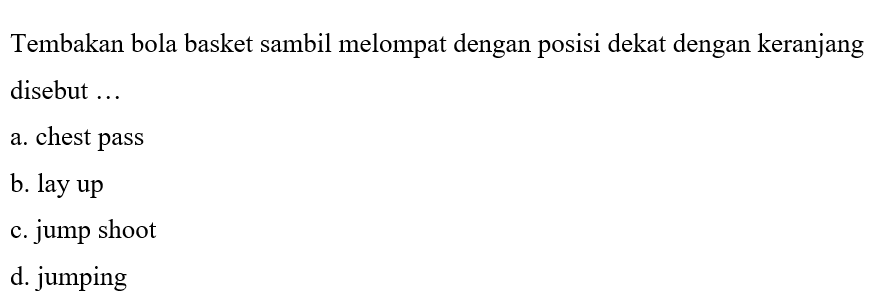 Tembakan bola basket sambil melompat dengan posisi dekat dengan keranjang
disebut …
a. chest pass
b. lay up
c. jump shoot
d. jumping